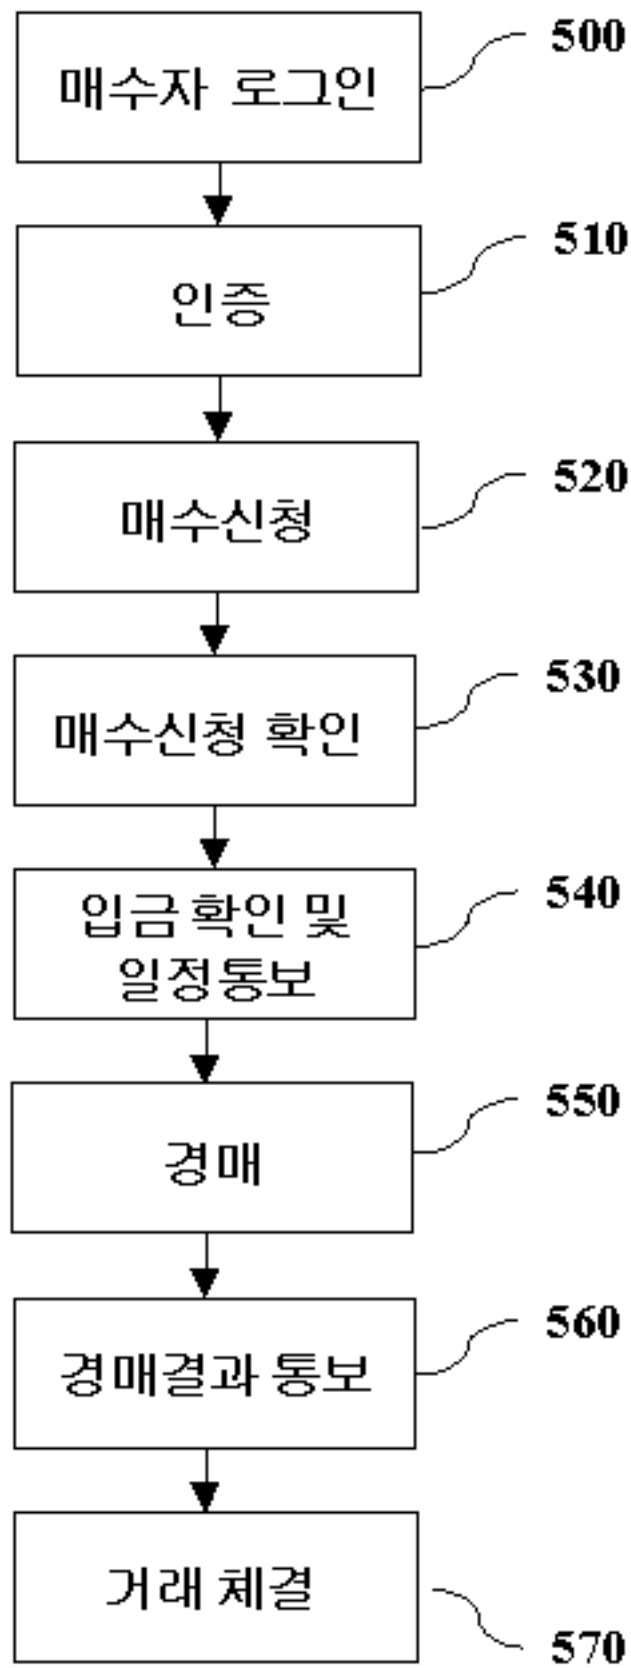 매수자 로그인
500
인증
510
매수신청
520
매수신청 확인
530
입금 확인 및
일정통보
540
경매
550
경매결과 통보
560
거래 체결
570